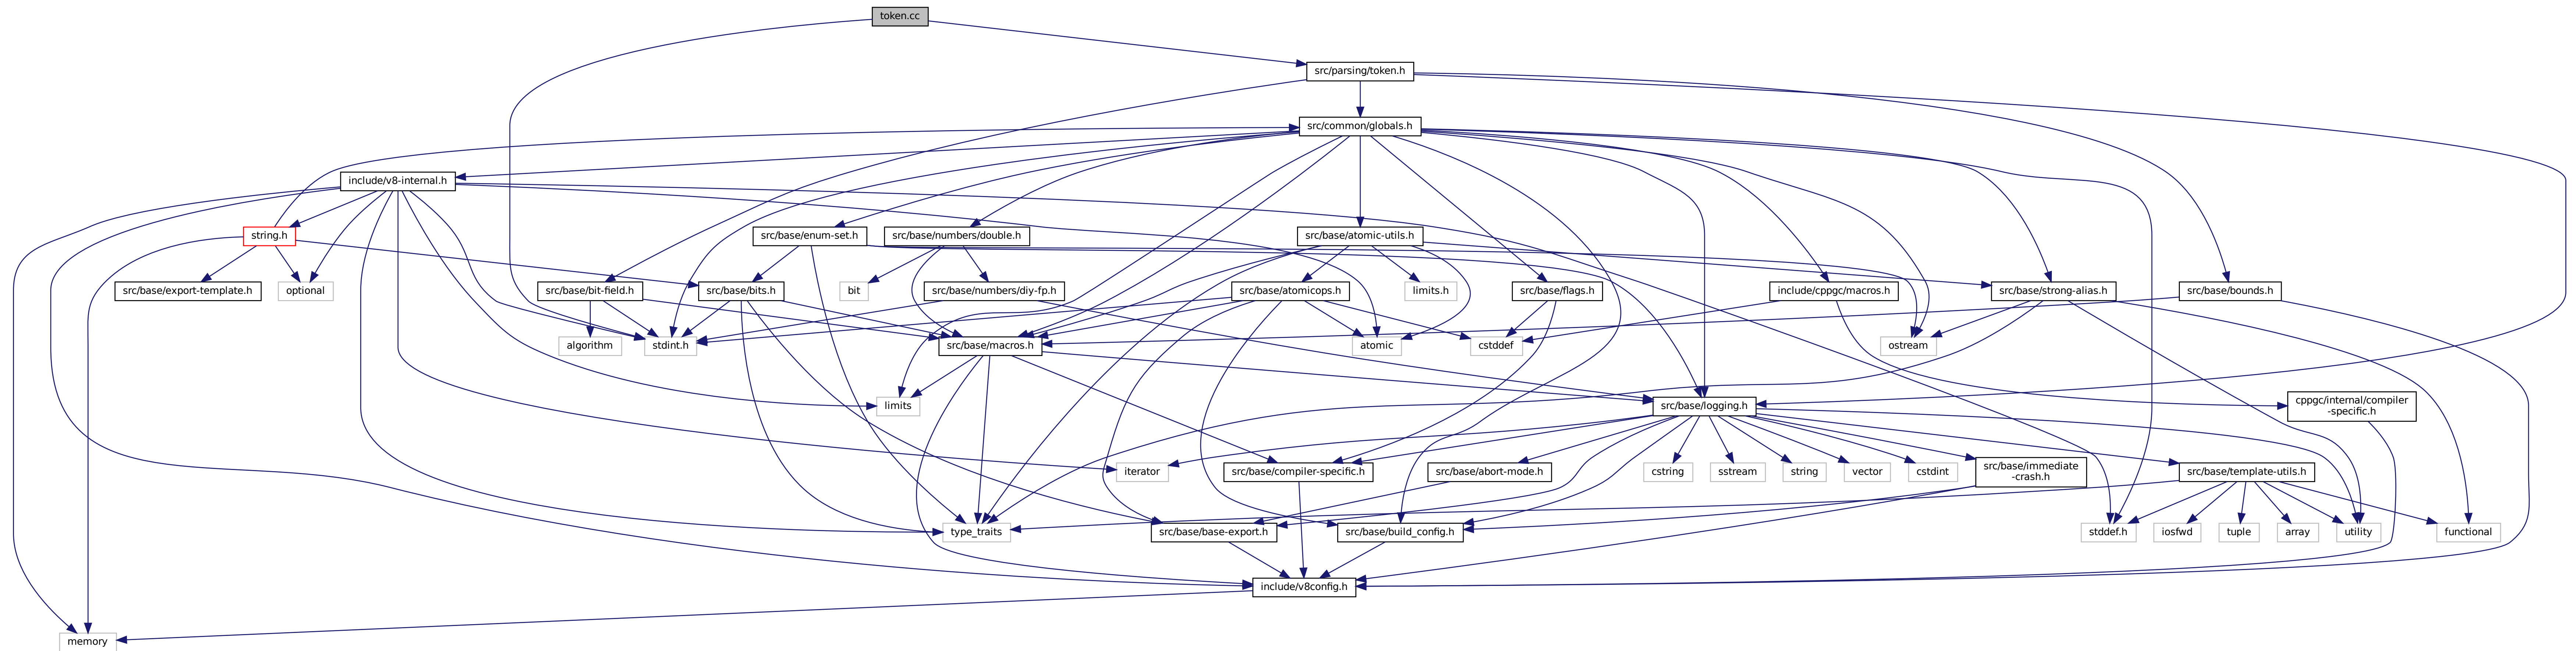 token.cc
src/parsing/token.h
src/common/globals.h
include/v8-internal.h
string.h
src/base/enum-set.h
src/base/numbers/double.h
src/base/atomic-utils.h
src/base/export-template.h
optional
src/base/bit-field.h
src/base/bits.h
bit
src/base/numbers/diy-fp.h
src/base/atomicops.h
limits.h
src/base/flags.h
include/cppgc/macros.h
src/base/strong-alias.h
src/base/bounds.h
algorithm
stdint.h
src/base/macros.h
atomic
cstddef
ostream
limits
src/base/logging.h
cppgc/internal/compiler
-specific.h
iterator
src/base/compiler-specific.h
src/base/abort-mode.h
cstring
sstream
string
vector
cstdint
src/base/immediate
-crash.h
src/base/template-utils.h
type_traits
src/base/base-export.h
src/base/build_config.h
stddef.h
iosfwd
tuple
array
utility
functional
include/v8config.h
memory